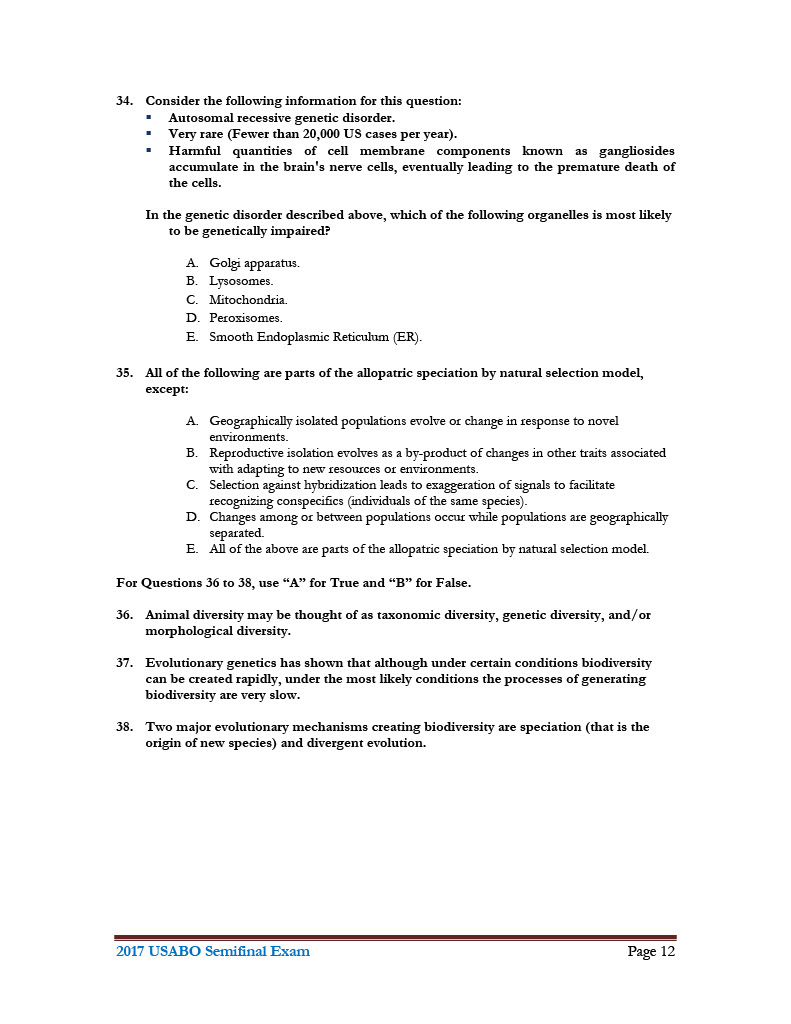 34. Consider the following information for this question:
▪ Autosomal recessive genetic disorder.
▪ Very rare (Fewer than 20,000 US cases per year).
▪ Harmful quantities of cell membrane components known as gangliosides
accumulate in the brain's nerve cells, eventually leading to the premature death of
the cells.
In the genetic disorder described above, which of the following organelles is most likely
to be genetically impaired?
A. Golgi apparatus.
B. Lysosomes.
C. Mitochondria.
D. Peroxisomes.
E. Smooth Endoplasmic Reticulum (ER).
35. All of the following are parts of the allopatric speciation by natural selection model,
except:
A. Geographically isolated populations evolve or change in response to novel
environments.
B. Reproductive isolation evolves as a by-product of changes in other traits associated
with adapting to new resources or environments.
C. Selection against hybridization leads to exaggeration of signals to facilitate
recognizing conspecifics (individuals of the same species).
D. Changes among or between populations occur while populations are geographically
separated.
E. All of the above are parts of the allopatric speciation by natural selection model.
For Questions 36 to 38, use “A” for True and “B” for False.
36. Animal diversity may be thought of as taxonomic diversity, genetic diversity, and/or
morphological diversity.
37. Evolutionary genetics has shown that although under certain conditions biodiversity
can be created rapidly, under the most likely conditions the processes of generating
biodiversity are very slow.
38. Two major evolutionary mechanisms creating biodiversity are speciation (that is the
origin of new species) and divergent evolution.
2017 USABO Semifinal Exam Page 12